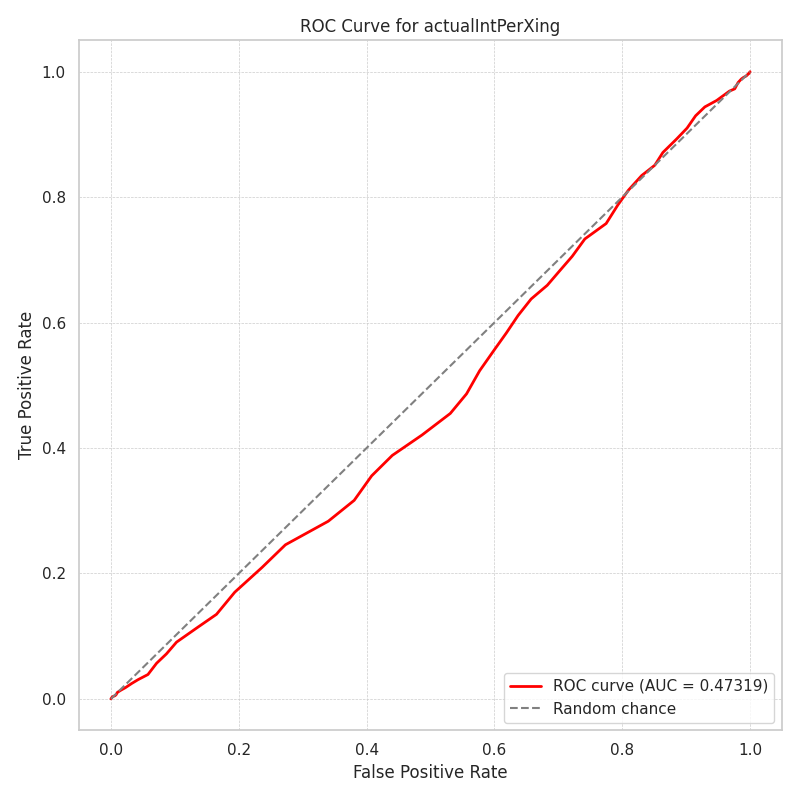 ROC Curve for actualIntPerXing
True Positive Rate
1.0
0.8
0.6
0.4
0.2
0.0
0.0 0.2 0.4 0.6 0.8 1.0
False Positive Rate
ROC curve (AUC = 0.47319)
Random chance